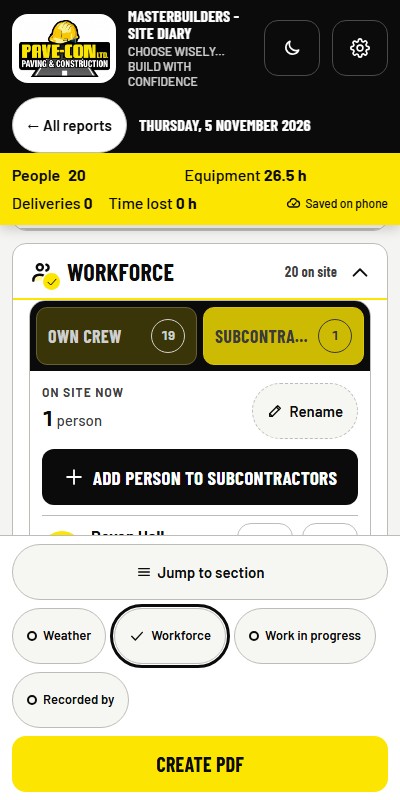 PAVE-CON LTD.
PAVING & CONSTRUCTION
MASTERBUILDERS -
SITE DIARY
CHOOSE WISELY...
BUILD WITH
CONFIDENCE
← All reports
THURSDAY, 5 NOVEMBER 2026
People 20
Equipment 26.5 h
Deliveries 0
Time lost 0 h
Saved on phone
WORKFORCE
20 on site
OWN CREW 19
SUBCONTRA... 1
ON SITE NOW
1 person
Rename
+ ADD PERSON TO SUBCONTRACTORS
Jump to section
Weather
Workforce
Work in progress
Recorded by
CREATE PDF